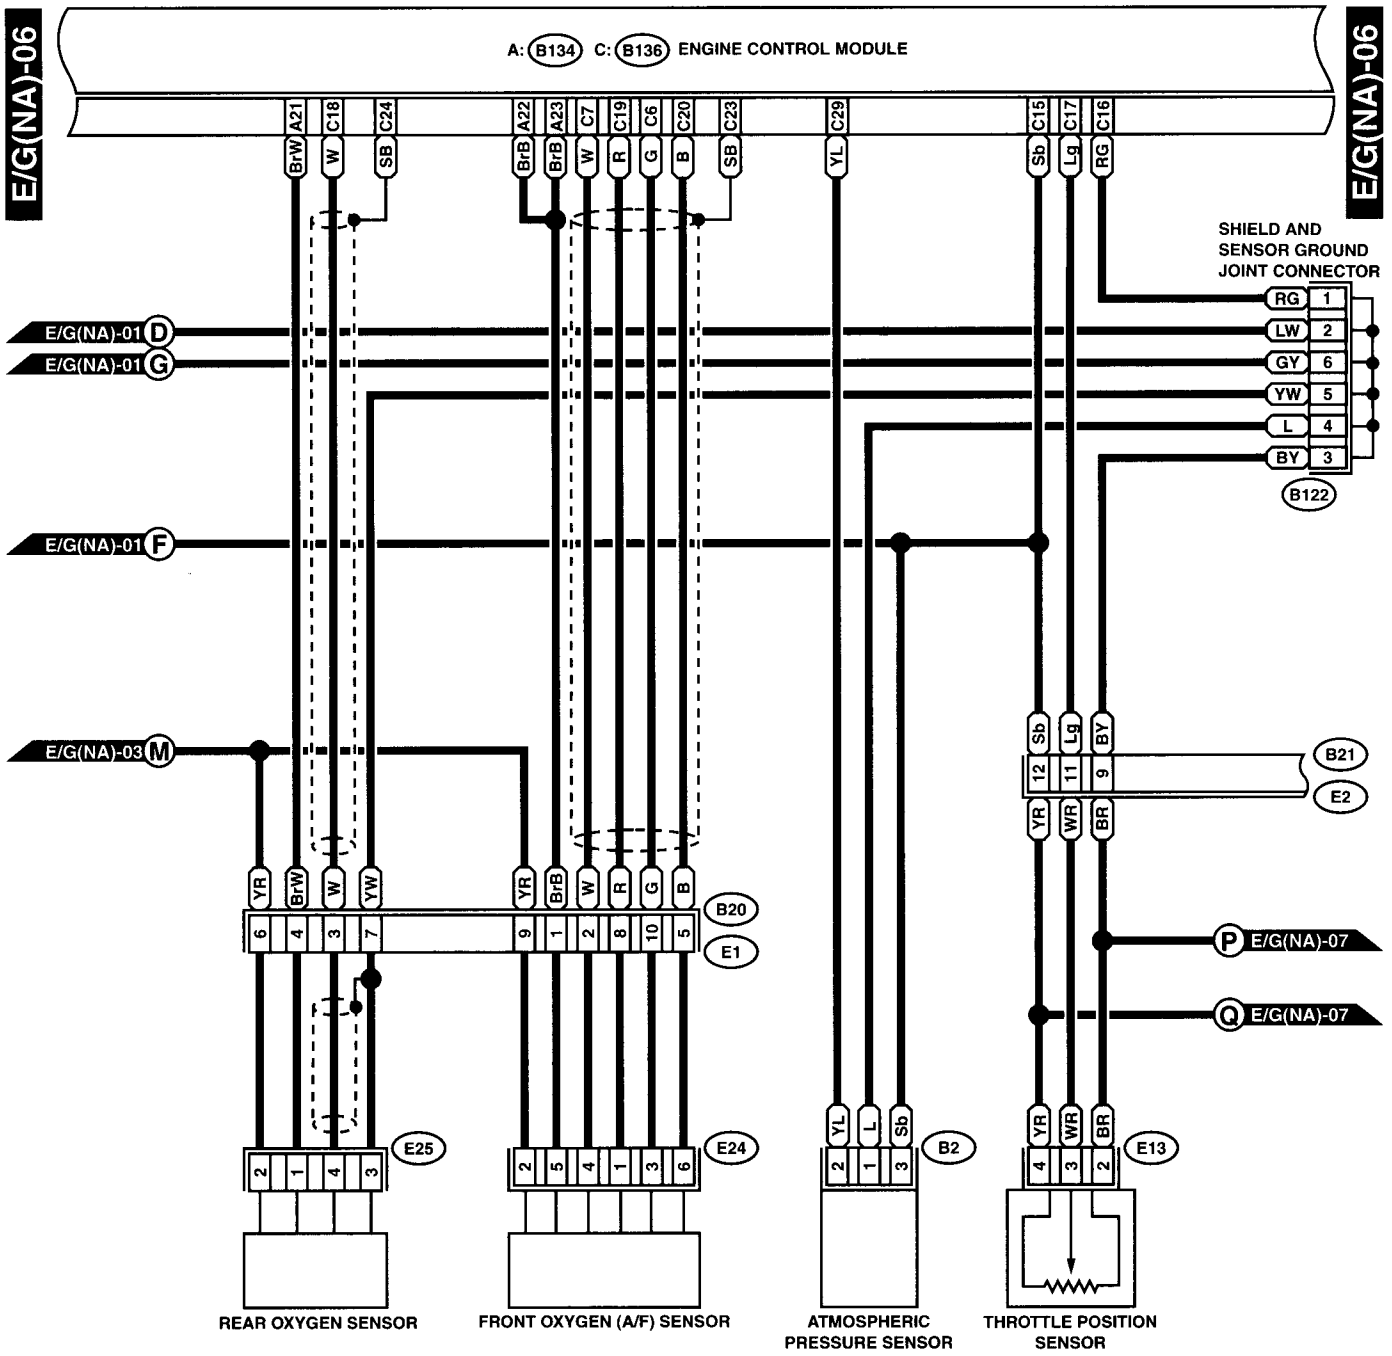 E/G(NA)-06
A: B134 C: B136 ENGINE CONTROL MODULE
E/G(NA)-06
A21 C18 C24 A22 A23 C7 C19 C6 C20 C23 C29 C15 C17 C16
BrW W SB BrB BrB W R G B SB YL Sb Lg RG
SHIELD AND
SENSOR GROUND
JOINT CONNECTOR
RG 1
E/G(NA)-01 D LW 2
E/G(NA)-01 G GY 6
YW 5
L 4
BY 3
B122
E/G(NA)-01 F
Sb Lg BY
E/G(NA)-03 M
B21
12 11 9
E2
YR WR BR
YR BrW W YW YR BrB W R G B
B20
6 4 3 7 9 1 2 8 10 5
E1
P E/G(NA)-07
Q E/G(NA)-07
YL L Sb YR WR BR
E25 E24 B2 E13
2 1 4 3 2 5 4 1 3 6 2 1 3 4 3 2
REAR OXYGEN SENSOR
FRONT OXYGEN (A/F) SENSOR
ATMOSPHERIC
PRESSURE SENSOR
THROTTLE POSITION
SENSOR